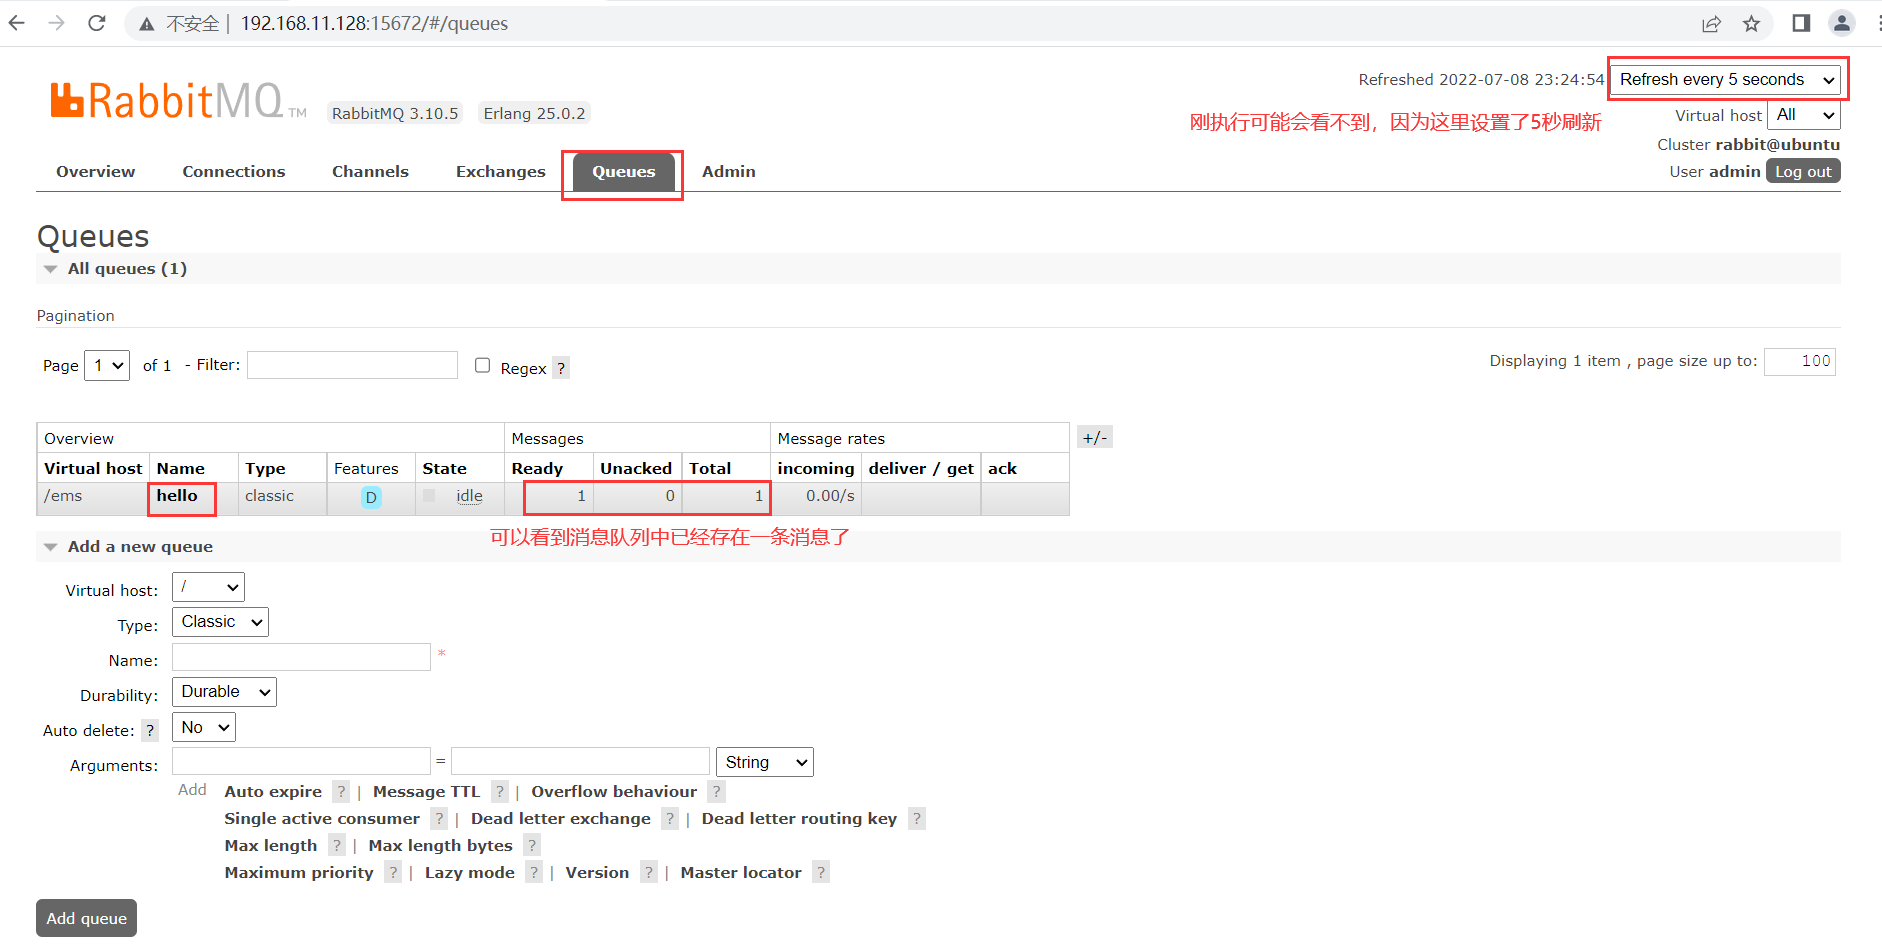 不安全 | 192.168.11.128:15672/#/queues
RabbitMQ TM RabbitMQ 3.10.5 Erlang 25.0.2
Refreshed 2022-07-08 23:24:54 Refresh every 5 seconds
刚执行可能会看不到，因为这里设置了5秒刷新
Virtual host All
Cluster rabbit@ubuntu
User admin Log out
Overview Connections Channels Exchanges Queues Admin
Queues
All queues (1)
Pagination
Page 1 of 1 - Filter: Regex ?
Displaying 1 item , page size up to: 100
Overview Messages Message rates +/-
Virtual host Name Type Features State Ready Unacked Total incoming deliver / get ack
/ems hello classic D idle 1 0 1 0.00/s
可以看到消息队列中已经存在一条消息了
Add a new queue
Virtual host: /
Type: Classic
Name: *
Durability: Durable
Auto delete: ? No
Arguments: = String
Add Auto expire ? | Message TTL ? | Overflow behaviour ?
Single active consumer ? | Dead letter exchange ? | Dead letter routing key ?
Max length ? | Max length bytes ?
Maximum priority ? | Lazy mode ? | Version ? | Master locator ?
Add queue